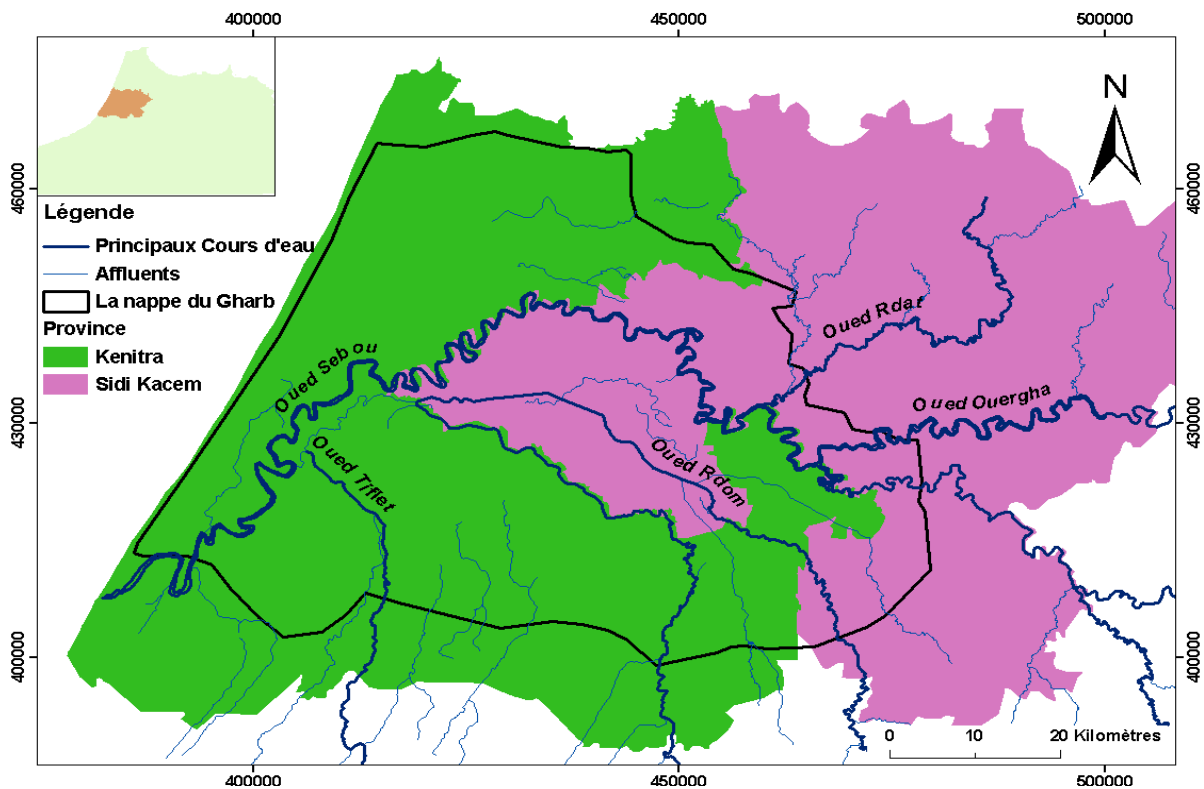 400000
450000
500000
N
460000
460000
Légende
Principaux Cours d'eau
Affluents
La nappe du Gharb
Province
Kenitra
Sidi Kacem
Oued Rdat
Oued Sebou
Oued Ouergha
430000
430000
Oued Tiflet
Oued Rdom
400000
400000
0 10 20 Kilomètres
400000
450000
500000